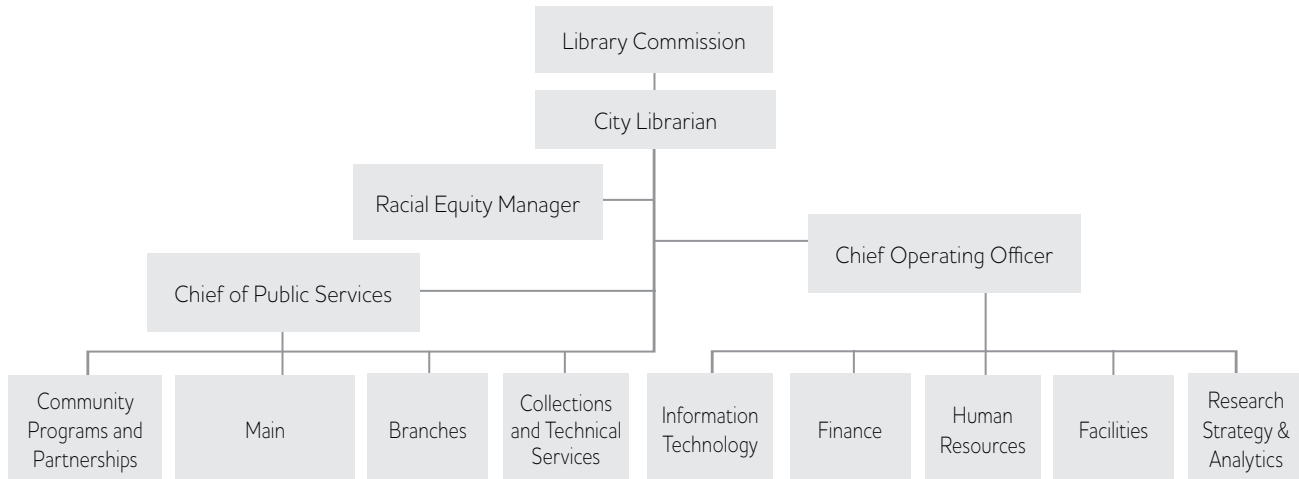 Library Commission
City Librarian
Racial Equity Manager
Chief Operating Officer
Chief of Public Services
Community
Programs and
Partnerships
Main
Branches
Collections
and Technical
Services
Information
Technology
Finance
Human
Resources
Facilities
Research
Strategy &
Analytics